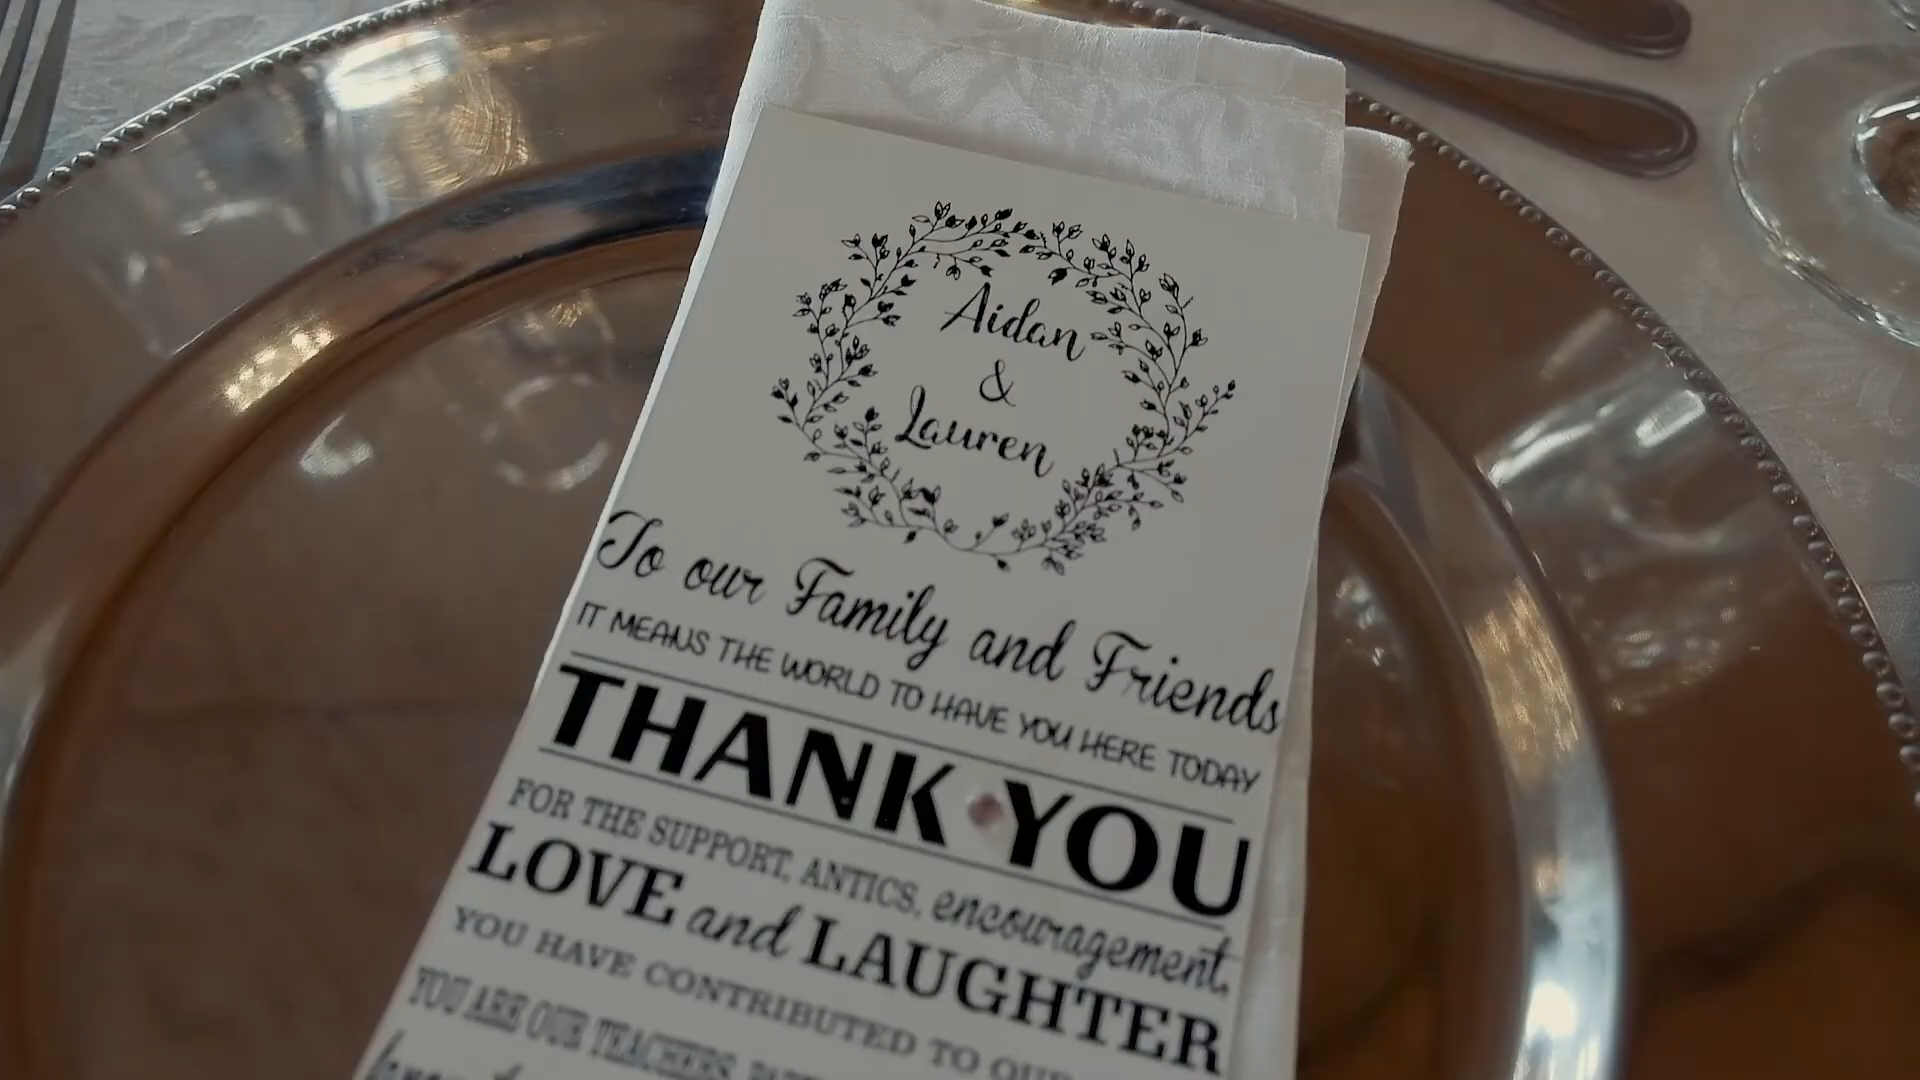 Aidan
&
Lauren
To our Family and Friends
IT MEANS THE WORLD TO HAVE YOU HERE TODAY
THANK YOU
FOR THE SUPPORT, ANTICS, encouragement,
LOVE and LAUGHTER
YOU HAVE CONTRIBUTED TO OUR
YOU ARE OUR TEACHERS,